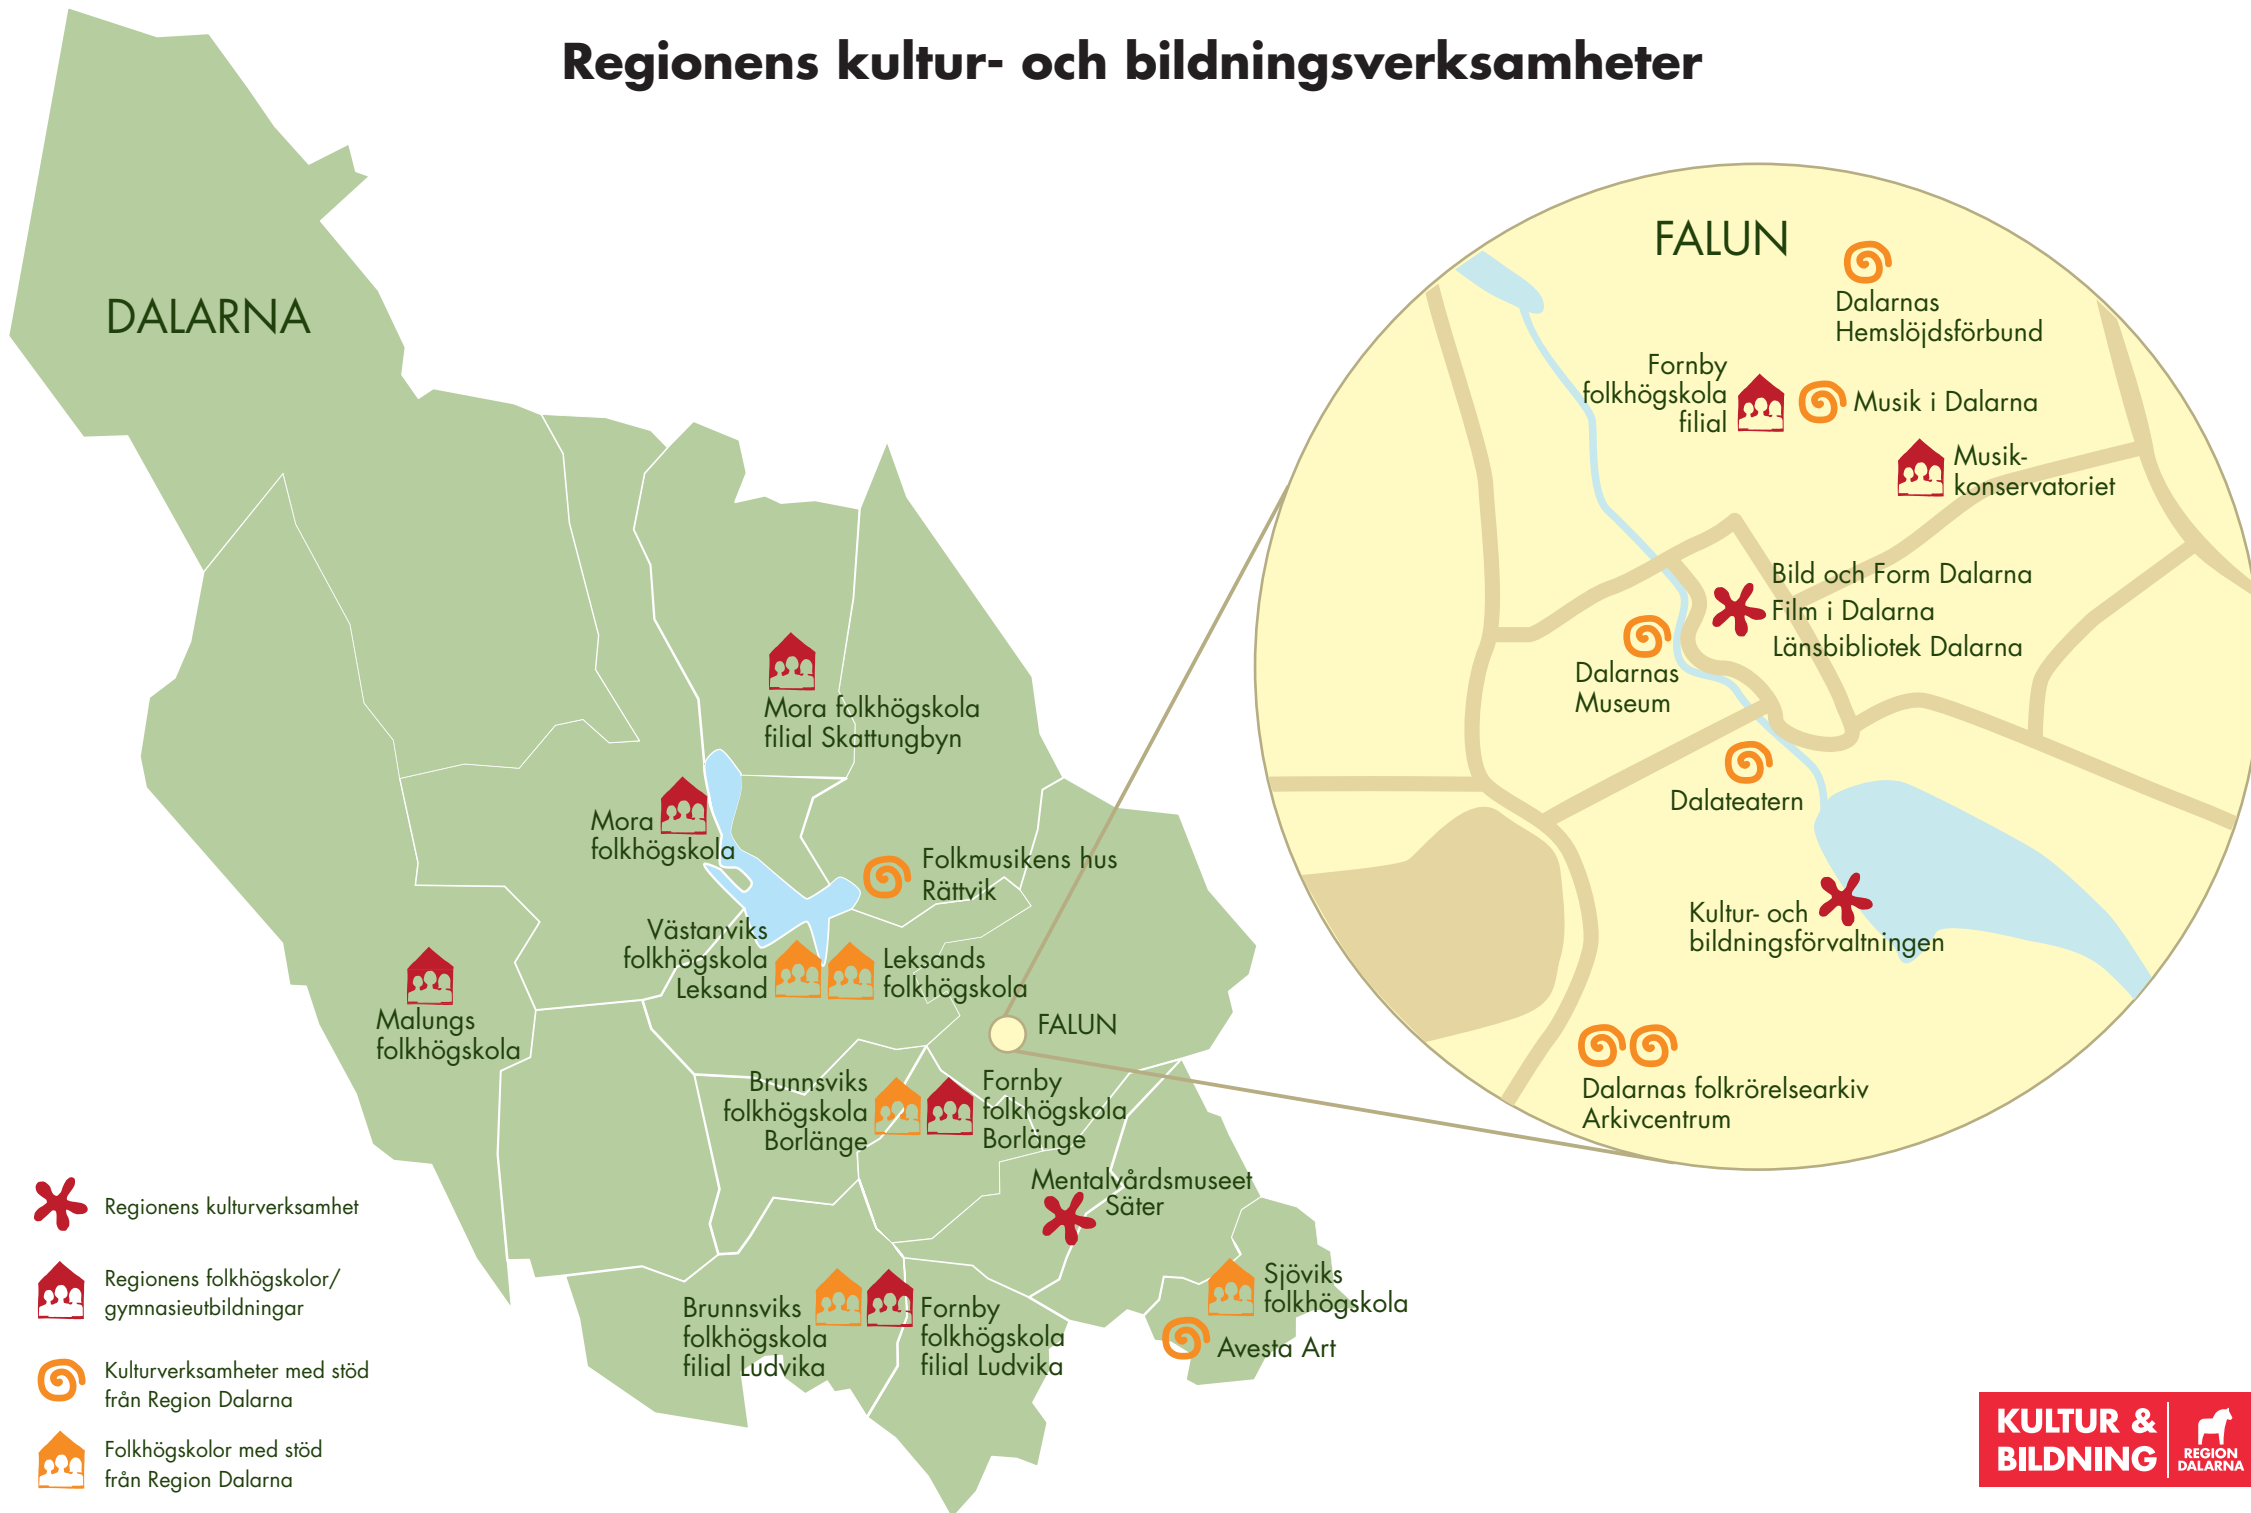 Regionens kultur- och bildningsverksamheter
DALARNA
FALUN
Dalarnas
Hemslöjdsförbund
Fornby
folkhögskola
filial
Musik i Dalarna
Musik-
konservatoriet
Bild och Form Dalarna
Film i Dalarna
Länsbibliotek Dalarna
Dalarnas
Museum
Dalateatern
Kultur- och
bildningsförvaltningen
Dalarnas folkrörelsearkiv
Arkivcentrum
Mora folkhögskola
filial Skattungbyn
Mora
folkhögskola
Folkmusikens hus
Rättvik
Västanviks
folkhögskola
Leksand
Leksands
folkhögskola
Malungs
folkhögskola
FALUN
Brunnsviks
folkhögskola
Borlänge
Fornby
folkhögskola
Borlänge
Mentalvårdsmuseet
Säter
Sjöviks
folkhögskola
Avesta Art
Brunnsviks
folkhögskola
filial Ludvika
Fornby
folkhögskola
filial Ludvika
Regionens kulturverksamhet
Regionens folkhögskolor/
gymnasieutbildningar
Kulturverksamheter med stöd
från Region Dalarna
Folkhögskolor med stöd
från Region Dalarna
KULTUR &
BILDNING
REGION
DALARNA